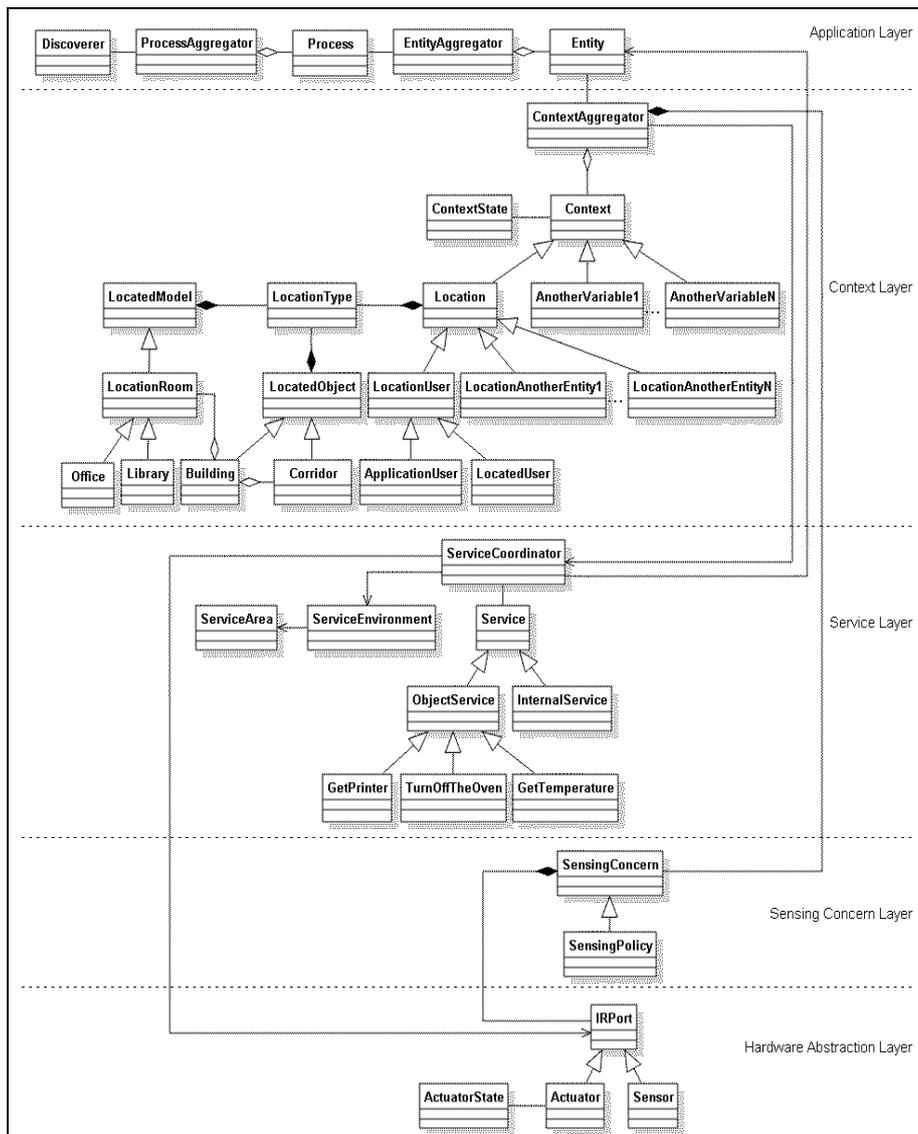 Application Layer
Discoverer
ProcessAggregator
Process
EntityAggregator
Entity
ContextAggregator
ContextState
Context
Context Layer
LocatedModel
LocationType
Location
AnotherVariable1
....
AnotherVariableN
LocationRoom
LocatedObject
LocationUser
LocationAnotherEntity1
....
LocationAnotherEntityN
Office
Library
Building
Corridor
ApplicationUser
LocatedUser
ServiceCoordinator
ServiceArea
ServiceEnvironment
Service
Service Layer
ObjectService
InternalService
GetPrinter
TurnOffTheOven
GetTemperature
SensingConcern
Sensing Concern Layer
SensingPolicy
IRPort
Hardware Abstraction Layer
ActuatorState
Actuator
Sensor